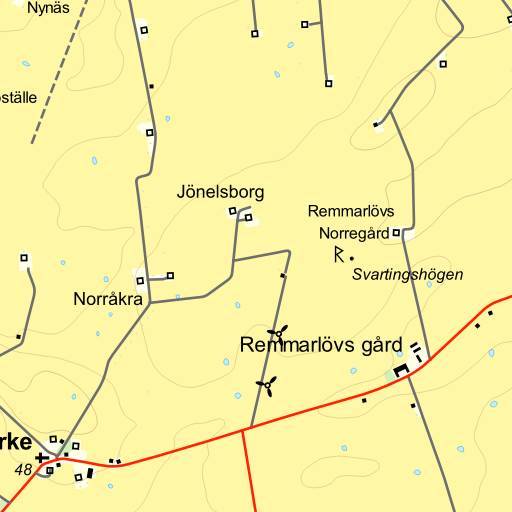 Nynäs
ställe
Jönelsborg
Remmarlövs
Norregård
Svartingshögen
Norråkra
Remmarlövs gård
rke
48